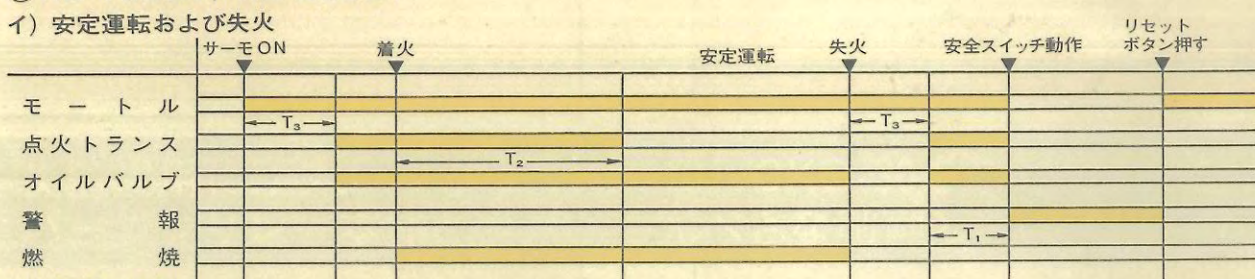 イ) 安定運転および失火
サーモON
着火
安定運転
失火
安全スイッチ動作
リセット
ボタン押す
モートル
T₃
T₃
点火トランス
T₂
オイルバルブ
警報
T₁
燃焼